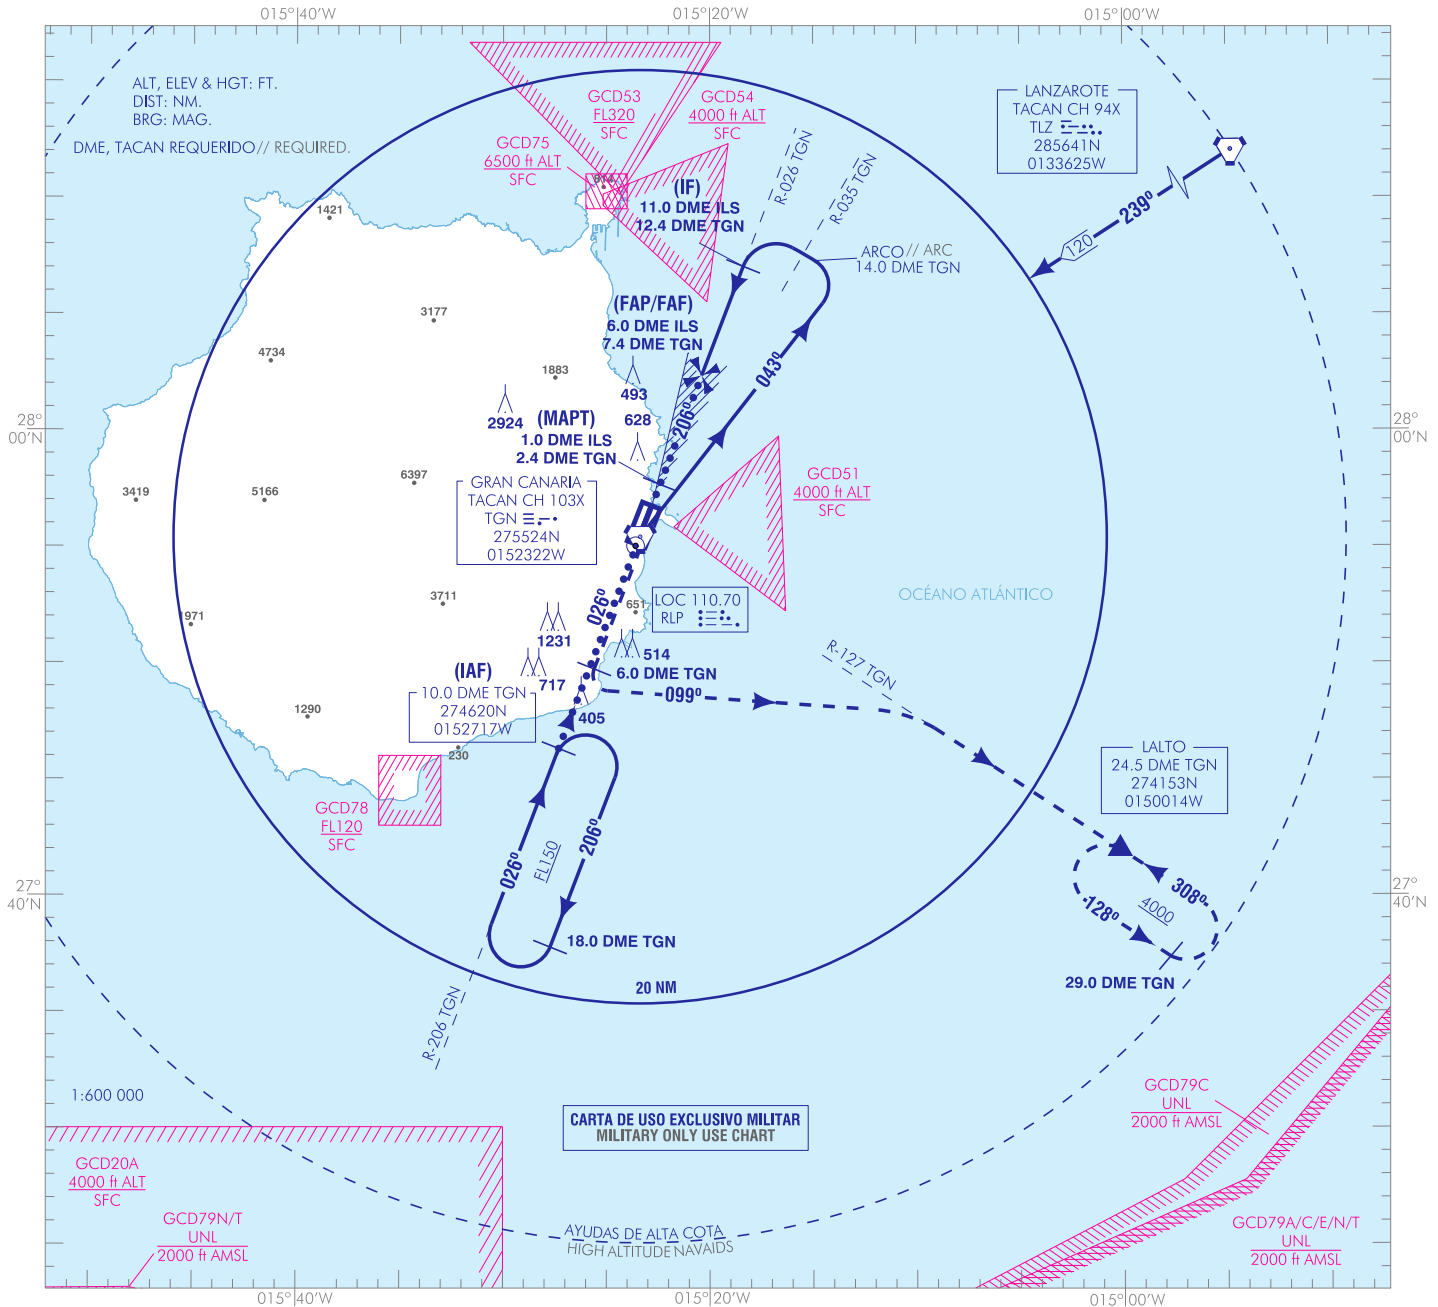 015°40'W
015°20'W
015°00'W
ALT, ELEV & HGT: FT.
DIST: NM.
BRG: MAG.
DME, TACAN REQUERIDO// REQUIRED.
GCD53
FL320
SFC
GCD54
4000 ft ALT
SFC
GCD75
6500 ft ALT
SFC
LANZAROTE
TACAN CH 94X
TLZ
285641N
0133625W
239°
120
R-026 TGN
R-035 TGN
814
(IF)
11.0 DME ILS
12.4 DME TGN
ARCO// ARC
14.0 DME TGN
1421
3177
4734
1883
(FAP/FAF)
6.0 DME ILS
7.4 DME TGN
493
043°
206°
2924
628
(MAPT)
1.0 DME ILS
2.4 DME TGN
28°
00'N
28°
00'N
3419
5166
6397
GRAN CANARIA
TACAN CH 103X
TGN
275524N
0152322W
GCD51
4000 ft ALT
SFC
OCÉANO ATLÁNTICO
3711
1971
026°
651
LOC 110.70
RLP
1231
514
717
6.0 DME TGN
R-127 TGN
099°
(IAF)
10.0 DME TGN
274620N
0152717W
405
1290
230
GCD78
FL120
SFC
LALTO
24.5 DME TGN
274153N
0150014W
026°
FL150
206°
308°
4000
128°
27°
40'N
27°
40'N
18.0 DME TGN
20 NM
29.0 DME TGN
R-206 TGN
1:600 000
CARTA DE USO EXCLUSIVO MILITAR
MILITARY ONLY USE CHART
GCD79C
UNL
2000 ft AMSL
GCD20A
4000 ft ALT
SFC
GCD79N/T
UNL
2000 ft AMSL
AYUDAS DE ALTA COTA
HIGH ALTITUDE NAVAIDS
GCD79A/C/E/N/T
UNL
2000 ft AMSL
015°40'W
015°20'W
015°00'W